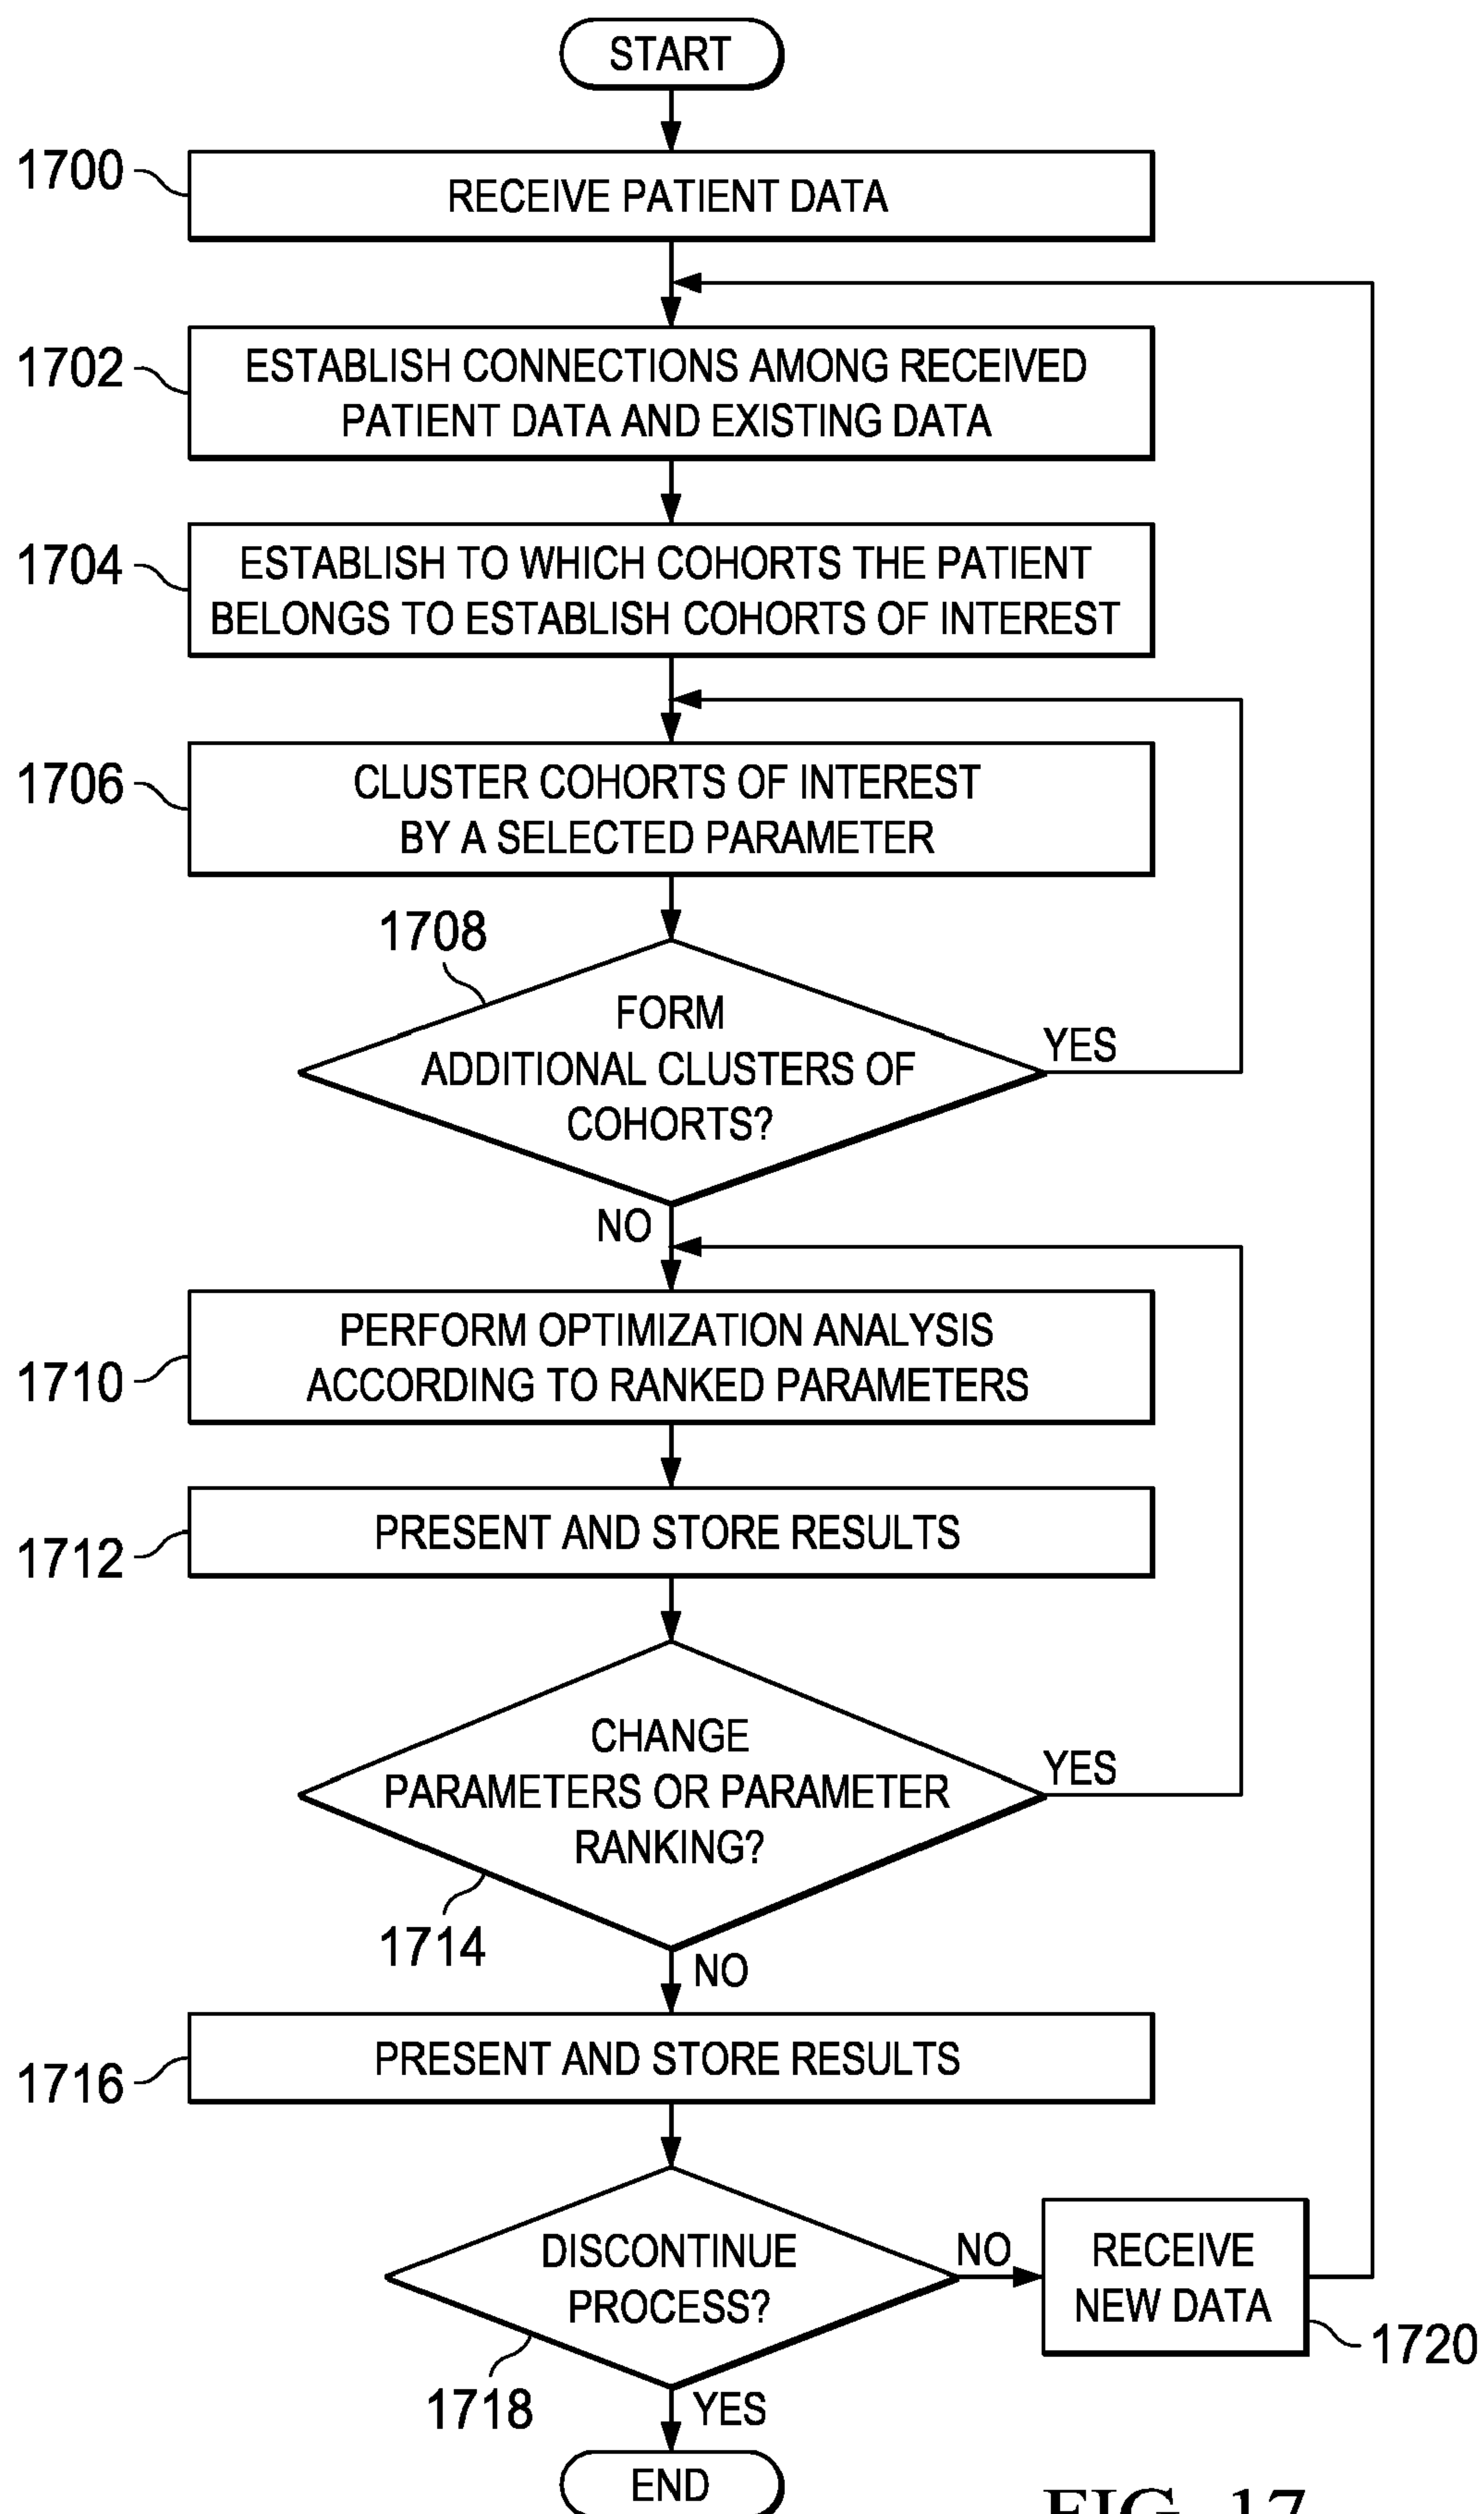 START
1700
RECEIVE PATIENT DATA
1702
ESTABLISH CONNECTIONS AMONG RECEIVED
PATIENT DATA AND EXISTING DATA
1704
ESTABLISH TO WHICH COHORTS THE PATIENT
BELONGS TO ESTABLISH COHORTS OF INTEREST
1706
CLUSTER COHORTS OF INTEREST
BY A SELECTED PARAMETER
1708
FORM
ADDITIONAL CLUSTERS OF
COHORTS?
YES
NO
1710
PERFORM OPTIMIZATION ANALYSIS
ACCORDING TO RANKED PARAMETERS
1712
PRESENT AND STORE RESULTS
CHANGE
PARAMETERS OR PARAMETER
RANKING?
YES
1714
NO
1716
PRESENT AND STORE RESULTS
DISCONTINUE
PROCESS?
NO
RECEIVE
NEW DATA
1720
1718
YES
END
FIG. 17